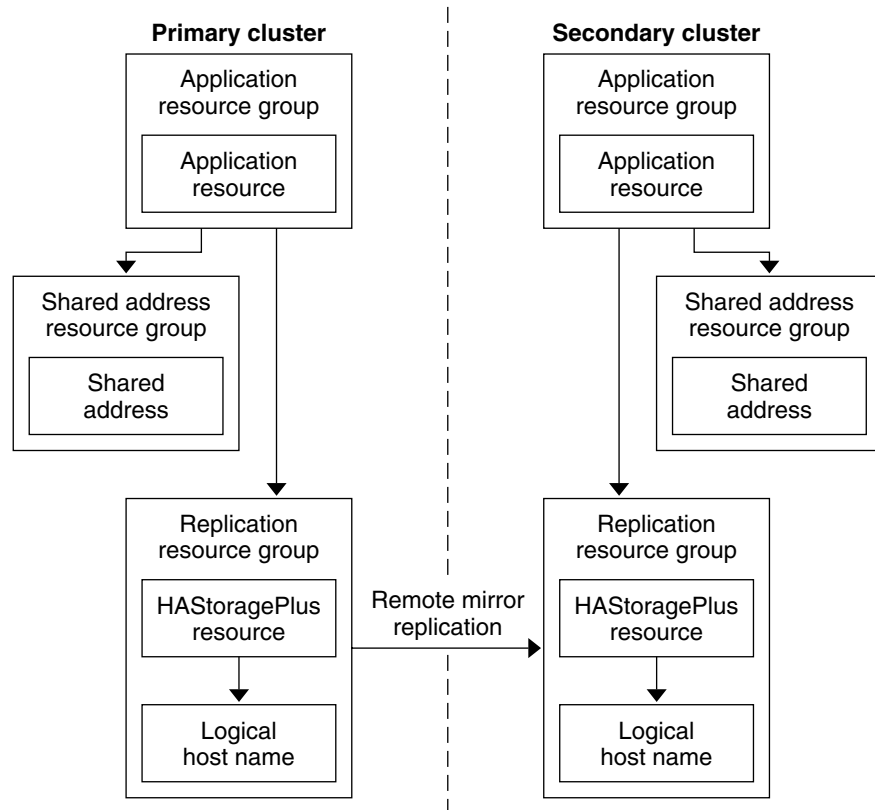 Primary cluster
Application
resource group
Application
resource
Shared address
resource group
Shared
address
Replication
resource group
HAStoragePlus
resource
Logical
host name
Remote mirror
replication
Secondary cluster
Application
resource group
Application
resource
Shared address
resource group
Shared
address
Replication
resource group
HAStoragePlus
resource
Logical
host name